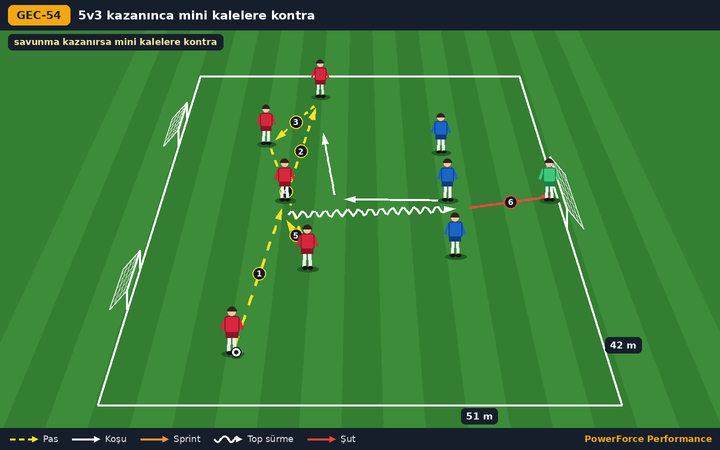 GEC-54 5v3 kazanınca mini kalelere kontra
savunma kazanırsa mini kalelere kontra
3
2
6
5
1
42 m
51 m
Pas Koşu Sprint Top sürme Şut PowerForce Performance